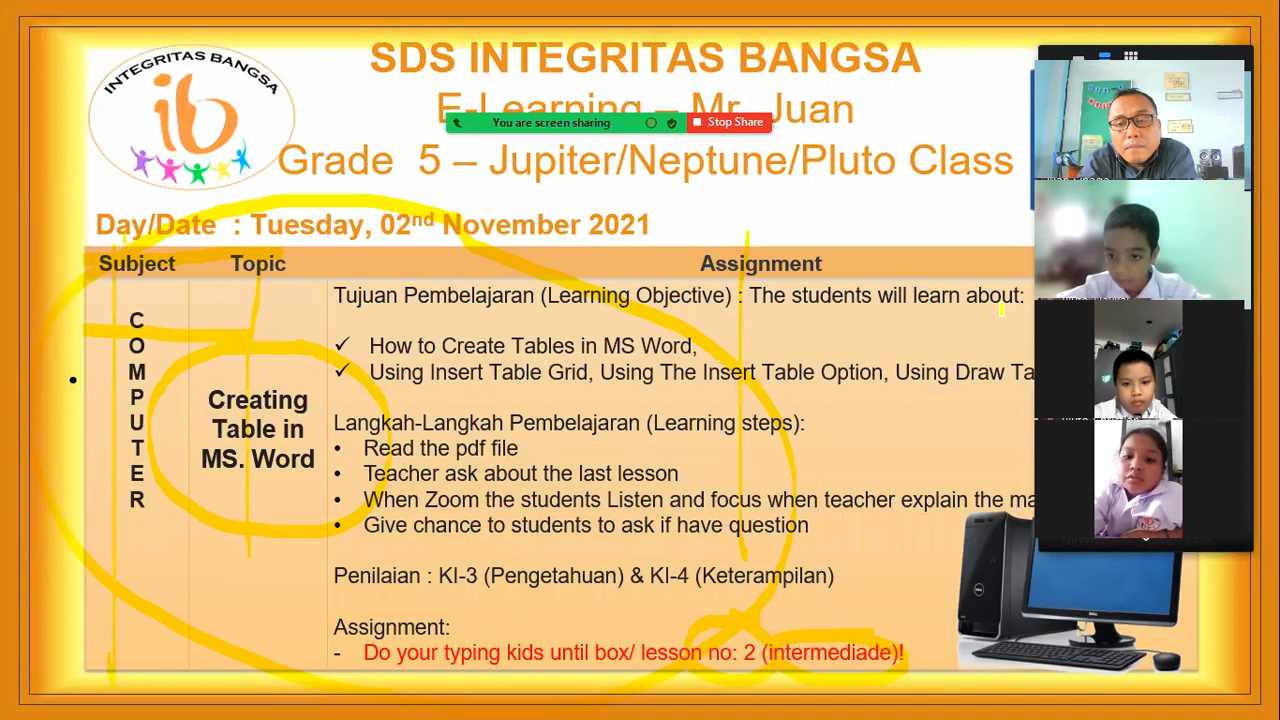 INTEGRITAS BANGSA
ib
SDS INTEGRITAS BANGSA
E-Learning – Mr. Juan
You are screen sharing
Stop Share
Grade 5 – Jupiter/Neptune/Pluto Class
Day/Date : Tuesday, 02nd November 2021
Subject Topic Assignment
COMPUTER
Creating
Table in
MS. Word
Tujuan Pembelajaran (Learning Objective) : The students will learn about:
✓ How to Create Tables in MS Word,
✓ Using Insert Table Grid, Using The Insert Table Option, Using Draw Ta
Langkah-Langkah Pembelajaran (Learning steps):
• Read the pdf file
• Teacher ask about the last lesson
• When Zoom the students Listen and focus when teacher explain the ma
• Give chance to students to ask if have question
Penilaian : KI-3 (Pengetahuan) & KI-4 (Keterampilan)
Assignment:
- Do your typing kids until box/ lesson no: 2 (intermediade)!